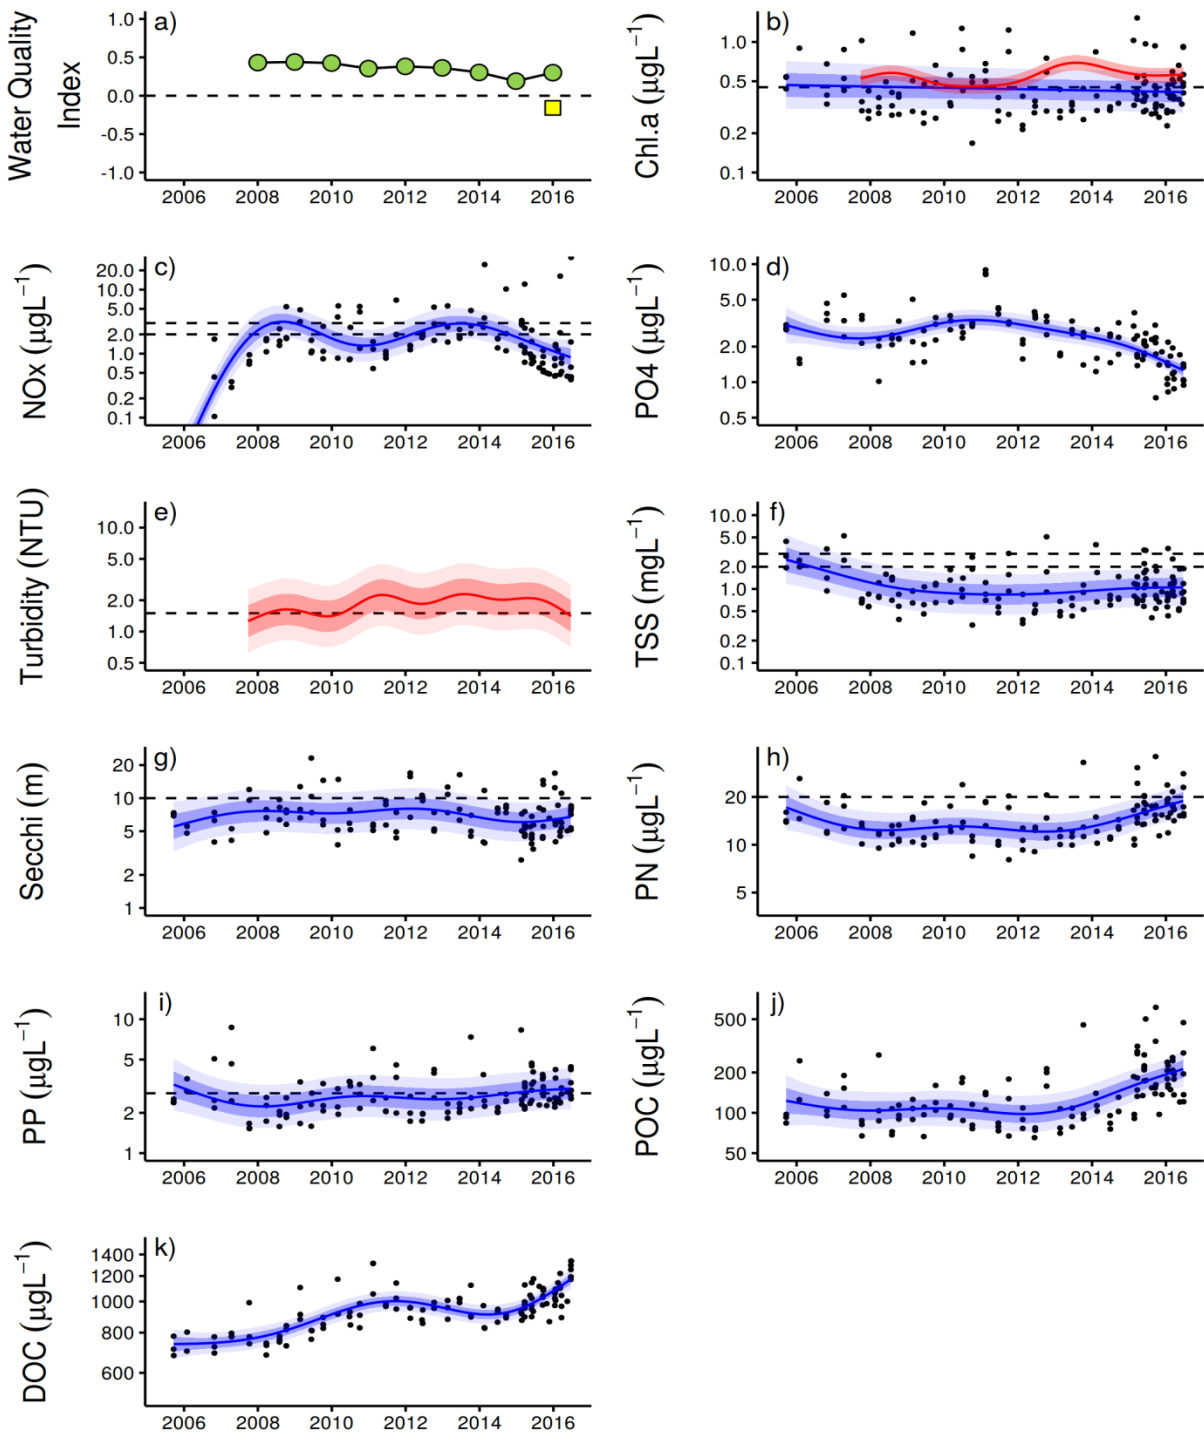 Water Quality
Index
a)
1.0
0.5
0.0
-0.5
-1.0
2006 2008 2010 2012 2014 2016
Chl.a (µgL⁻¹)
b)
1.0
0.5
0.2
0.1
2006 2008 2010 2012 2014 2016
NOx (µgL⁻¹)
c)
20.0
10.0
5.0
2.0
1.0
0.5
0.2
0.1
2006 2008 2010 2012 2014 2016
PO4 (µgL⁻¹)
d)
10.0
5.0
2.0
1.0
0.5
2006 2008 2010 2012 2014 2016
Turbidity (NTU)
e)
10.0
5.0
2.0
1.0
0.5
2006 2008 2010 2012 2014 2016
TSS (mgL⁻¹)
f)
10.0
5.0
2.0
1.0
0.5
0.2
0.1
2006 2008 2010 2012 2014 2016
Secchi (m)
g)
20
10
5
2
1
2006 2008 2010 2012 2014 2016
PN (µgL⁻¹)
h)
20
10
5
2006 2008 2010 2012 2014 2016
PP (µgL⁻¹)
i)
10
5
2
1
2006 2008 2010 2012 2014 2016
POC (µgL⁻¹)
j)
500
200
100
50
2006 2008 2010 2012 2014 2016
DOC (µgL⁻¹)
k)
1400
1200
1000
800
600
2006 2008 2010 2012 2014 2016